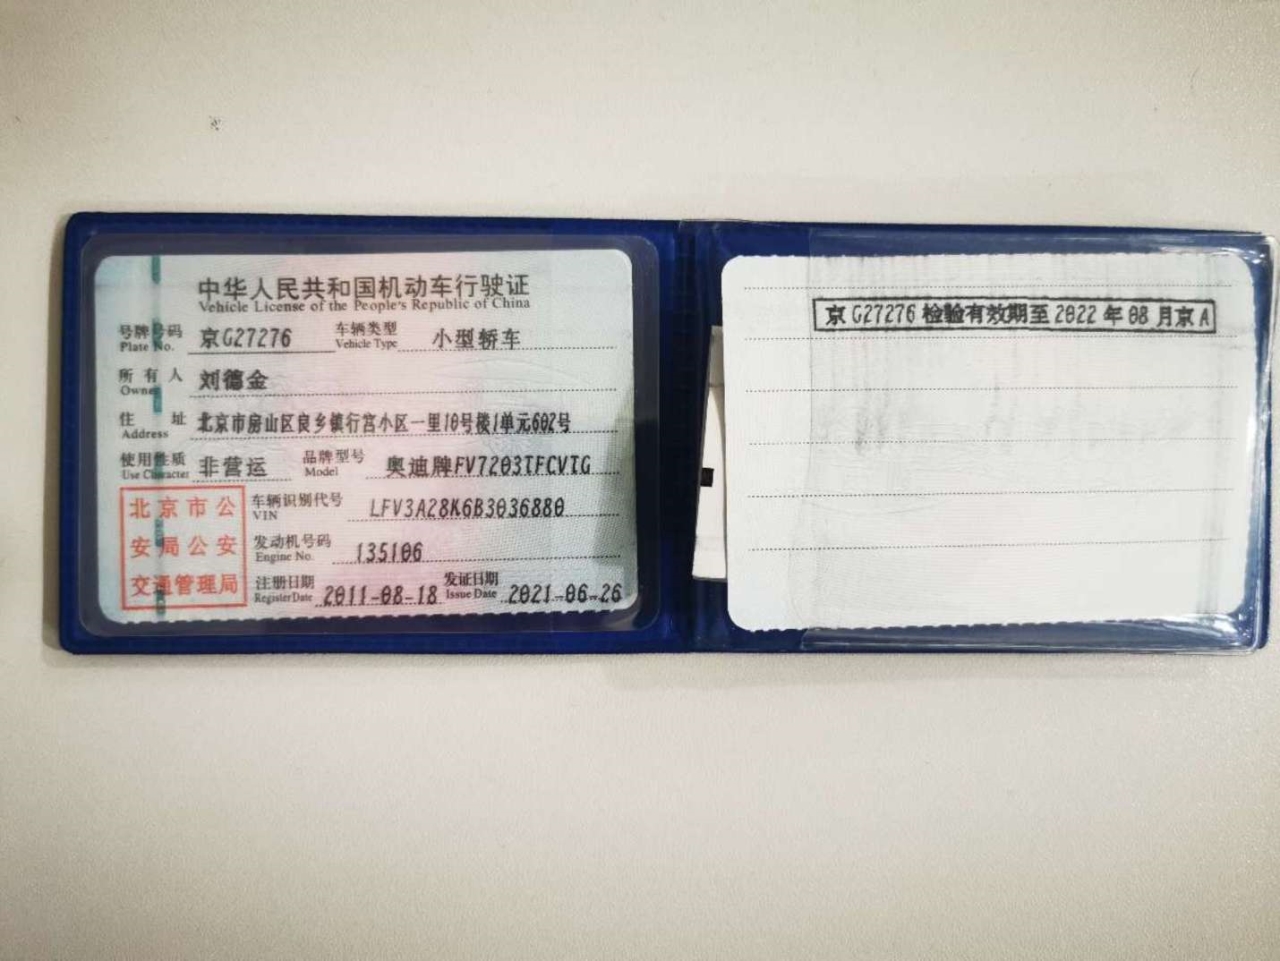 中华人民共和国机动车行驶证
Vehicle License of the People's Republic of China
号牌号码 京G27276 车辆类型 小型轿车
Plate No. Vehicle Type
所有人 刘德金
Owner
住址 北京市房山区良乡镇行宫小区一里10号楼1单元602号
Address
使用性质 非营运 品牌型号 奥迪牌FV7203TFCVTG
Use Character Model
北京市公
安局公安
交通管理局
车辆识别代号 LFV3A28K6B3036880
VIN
发动机号码 135106
Engine No.
注册日期 2011-08-18 发证日期 2021-06-26
Register Date Issue Date
京G27276 检验有效期至 2022 年 08 月京A